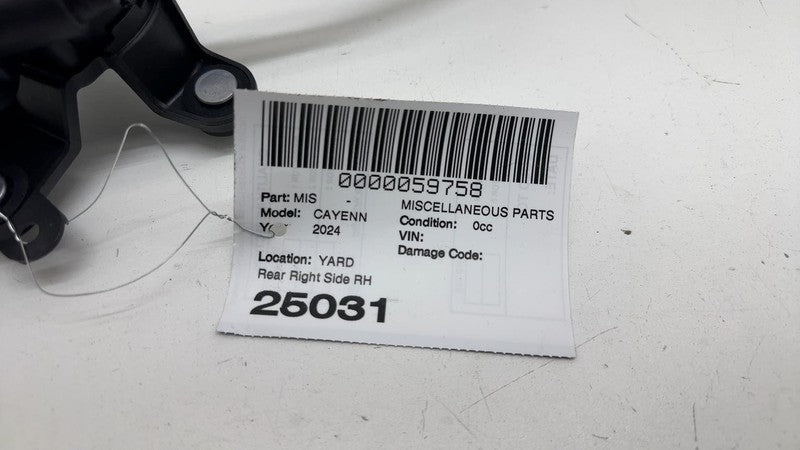 0000059758
Part: MIS - MISCELLANEOUS PARTS
Model: CAYENN Condition: 0cc
2024 VIN:
Damage Code:
Location: YARD
Rear Right Side RH
25031